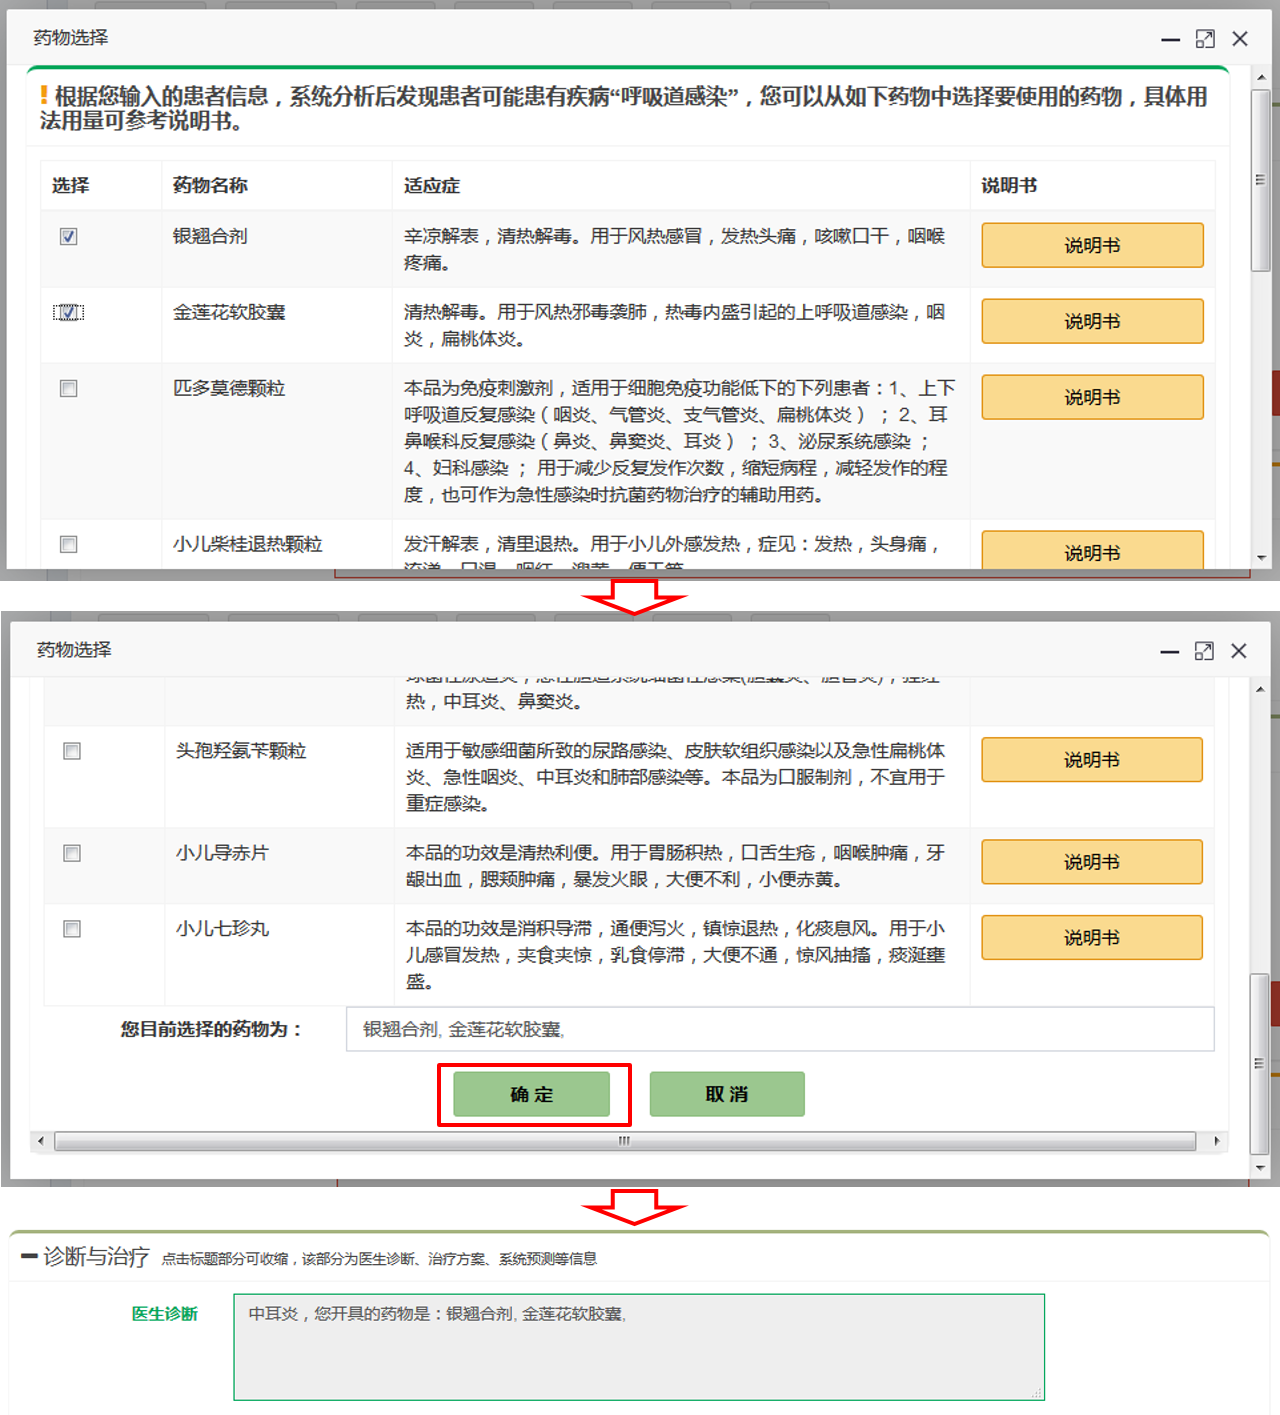 药物选择
！根据您输入的患者信息，系统分析后发现患者可能患有疾病“呼吸道感染”，您可以从如下药物中选择要使用的药物，具体用
法用量可参考说明书。
选择 药物名称 适应症 说明书
银翘合剂 辛凉解表，清热解毒。用于风热感冒，发热头痛，咳嗽口干，咽喉 说明书
疼痛。
金莲花软胶囊 清热解毒。用于风热邪毒袭肺，热毒内盛引起的上呼吸道感染，咽 说明书
炎，扁桃体炎。
匹多莫德颗粒 本品为免疫刺激剂，适用于细胞免疫功能低下的下列患者：1、上下 说明书
呼吸道反复感染（咽炎、气管炎、支气管炎、扁桃体炎）；2、耳
鼻喉科反复感染（鼻炎、鼻窦炎、耳炎）；3、泌尿系统感染；
4、妇科感染；用于减少反复发作次数，缩短病程，减轻发作的程
度，也可作为急性感染时抗菌药物治疗的辅助用药。
小儿柴桂退热颗粒 发汗解表，清里退热。用于小儿外感发热，症见：发热，头身痛， 说明书
药物选择
热，中耳炎、鼻窦炎。
头孢羟氨苄颗粒 适用于敏感细菌所致的尿路感染、皮肤软组织感染以及急性扁桃体 说明书
炎、急性咽炎、中耳炎和肺部感染等。本品为口服制剂，不宜用于
重症感染。
小儿导赤片 本品的功效是清热利便。用于胃肠积热，口舌生疮，咽喉肿痛，牙 说明书
龈出血，腮颊肿痛，暴发火眼，大便不利，小便赤黄。
小儿七珍丸 本品的功效是消积导滞，通便泻火，镇惊退热，化痰息风。用于小 说明书
儿感冒发热，夹食夹惊，乳食停滞，大便不通，惊风抽搐，痰涎壅
盛。
您目前选择的药物为： 银翘合剂, 金莲花软胶囊,
确 定 取 消
诊断与治疗 点击标题部分可收缩，该部分为医生诊断、治疗方案、系统预测等信息
医生诊断 中耳炎，您开具的药物是：银翘合剂, 金莲花软胶囊,